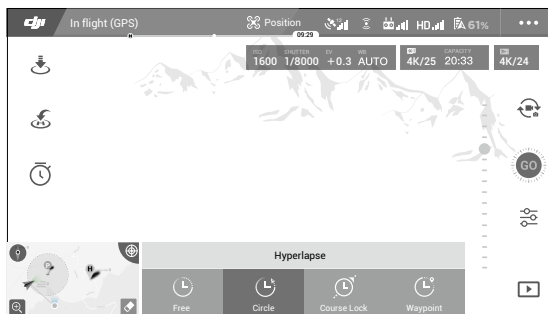 dji In flight (GPS) Position HD 61%
09:29
ISO SHUTTER EV WB CAPACITY
1600 1/8000 +0.3 AUTO 4K/25 20:33 4K/24
GO
H
Hyperlapse
Free Circle Course Lock Waypoint